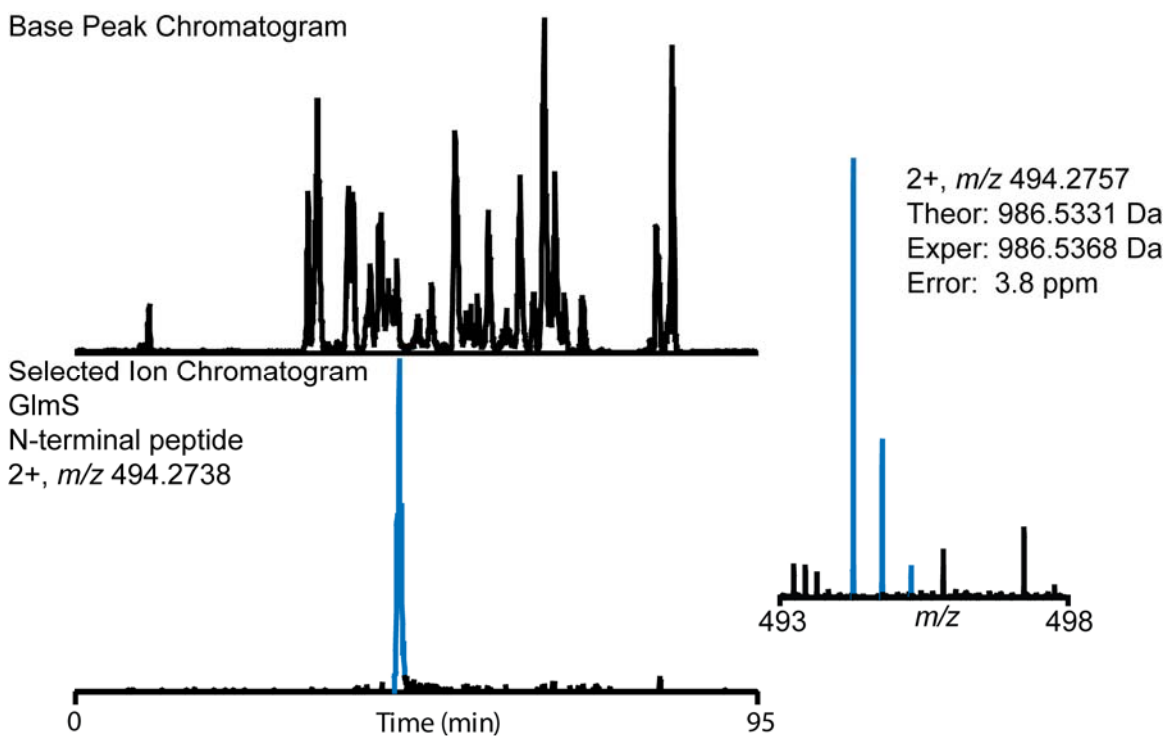 Base Peak Chromatogram
Selected Ion Chromatogram
GlmS
N-terminal peptide
2+, m/z 494.2738
0
Time (min)
95
2+, m/z 494.2757
Theor: 986.5331 Da
Exper: 986.5368 Da
Error: 3.8 ppm
493
m/z
498